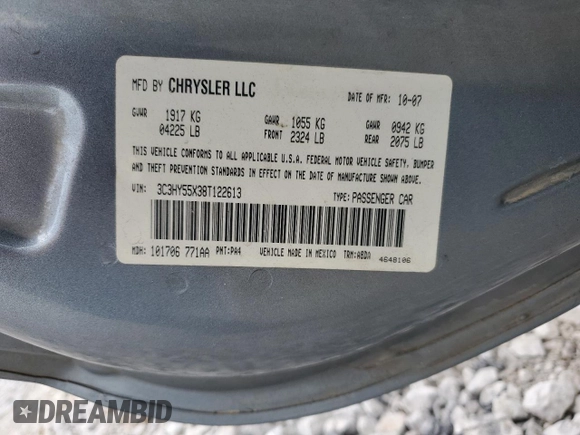 MFD BY CHRYSLER LLC DATE OF MFR: 10-07
GVWR 1917 KG GAWR 1055 KG GAWR 0942 KG
04225 LB FRONT 2324 LB REAR 2075 LB
THIS VEHICLE CONFORMS TO ALL APPLICABLE U.S.A. FEDERAL MOTOR VEHICLE SAFETY, BUMPER
AND THEFT PREVENTION STANDARDS IN EFFECT ON THE DATE OF MANUFACTURE SHOWN ABOVE.
VIN: 3C3HY55X38T122613 TYPE: PASSENGER CAR
MDH: 101706 771AA PNT: PA4 VEHICLE MADE IN MEXICO TRM: ABDA 4648106
DREAMBID